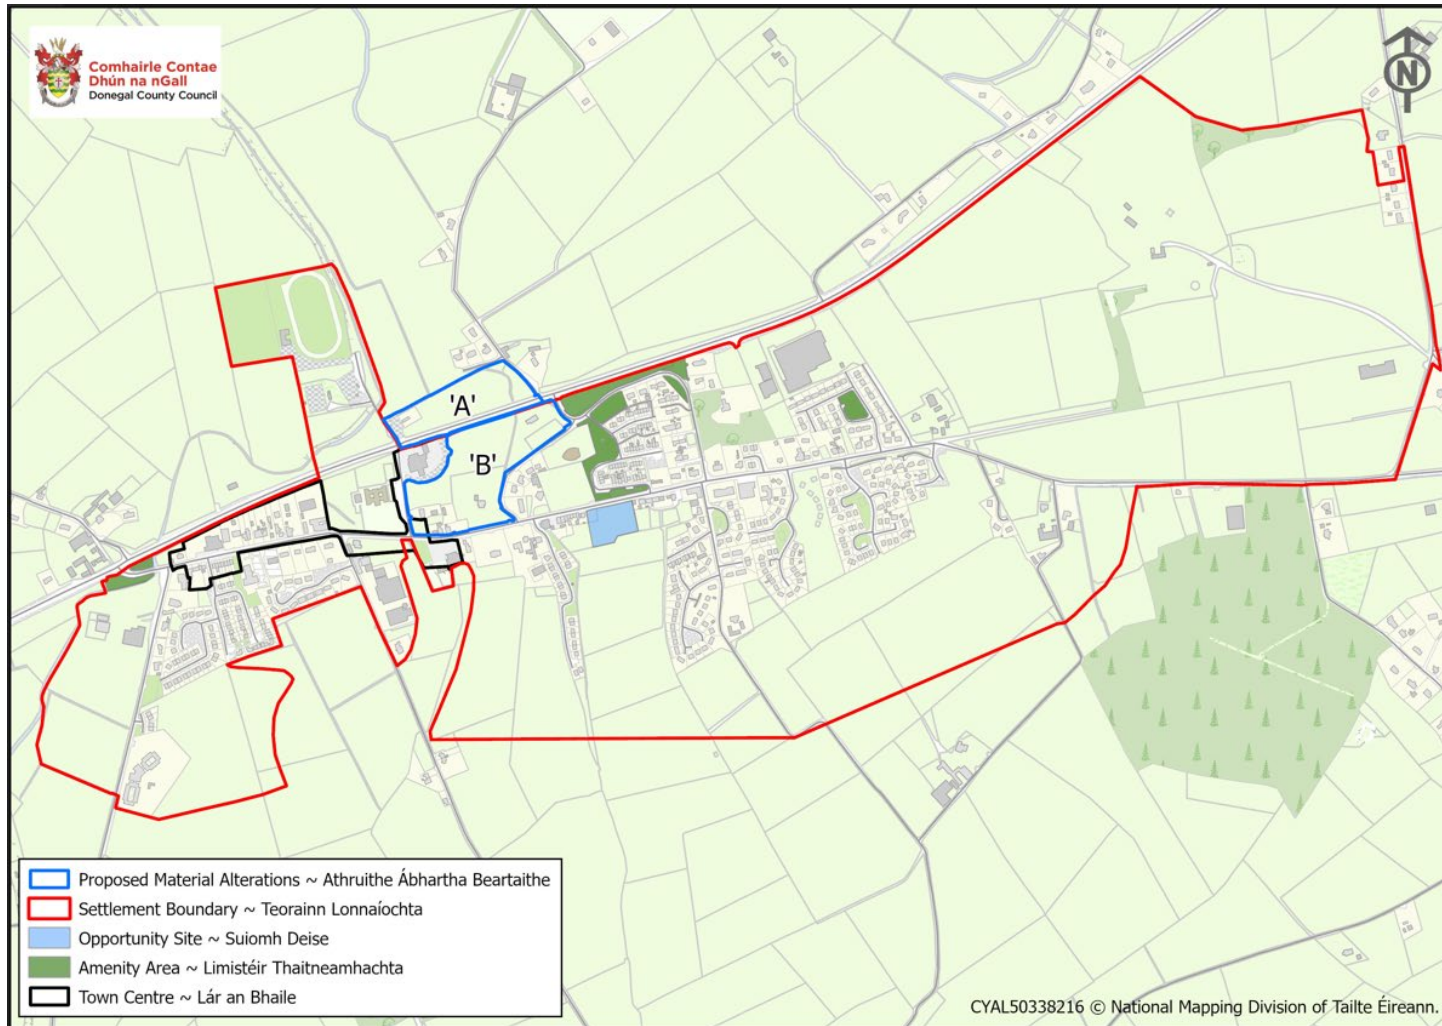 Comhairle Contae
Dhún na nGall
Donegal County Council
N
'A'
'B'
Proposed Material Alterations ~ Athruithe Ábhartha Beartaithe
Settlement Boundary ~ Teorainn Lonnaíochta
Opportunity Site ~ Suiomh Deise
Amenity Area ~ Limistéir Thaitneamhachta
Town Centre ~ Lár an Bhaile
CYAL50338216 © National Mapping Division of Tailte Éireann.